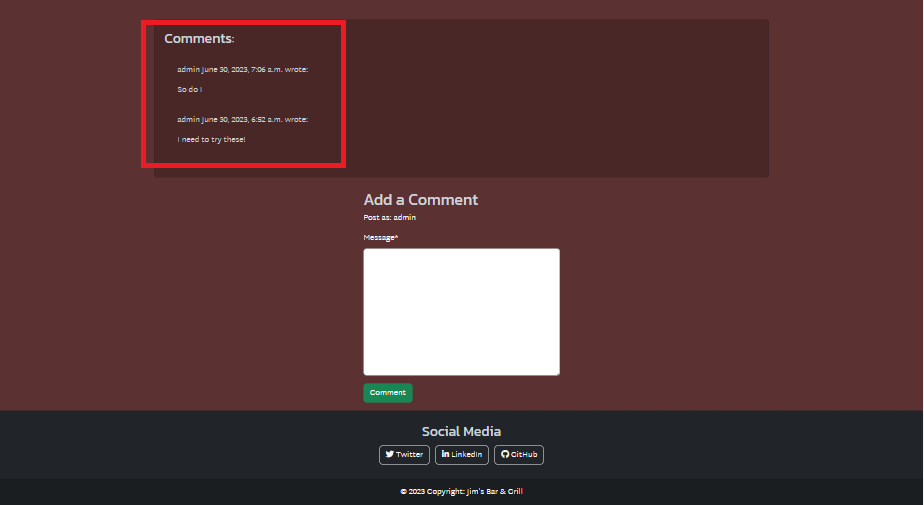 Comments:
admin June 30, 2023, 7:06 a.m. wrote:
So do I
admin June 30, 2023, 6:52 a.m. wrote:
I need to try these!
Add a Comment
Post as: admin
Message*
Comment
Social Media
Twitter LinkedIn GitHub
© 2023 Copyright: Jim's Bar & Grill